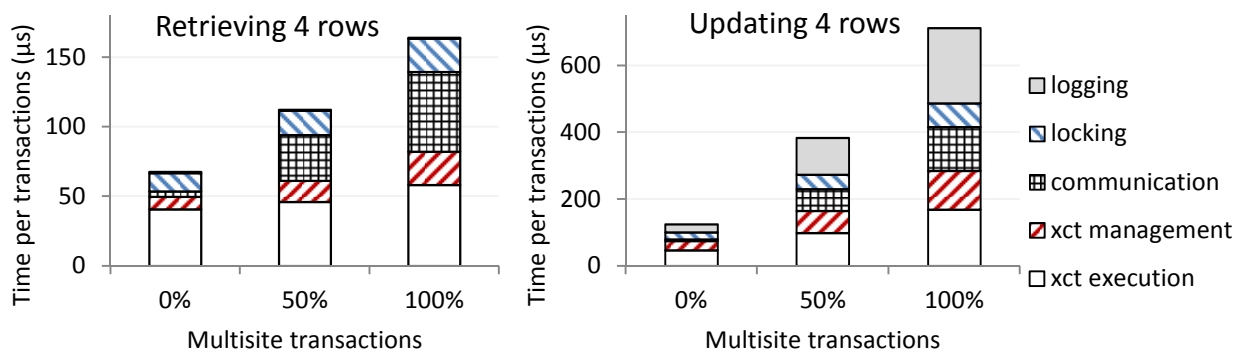 Retrieving 4 rows
Time per transactions (µs)
150
100
50
0
0% 50% 100%
Multisite transactions
Updating 4 rows
Time per transactions (µs)
600
400
200
0
0% 50% 100%
Multisite transactions
logging
locking
communication
xct management
xct execution